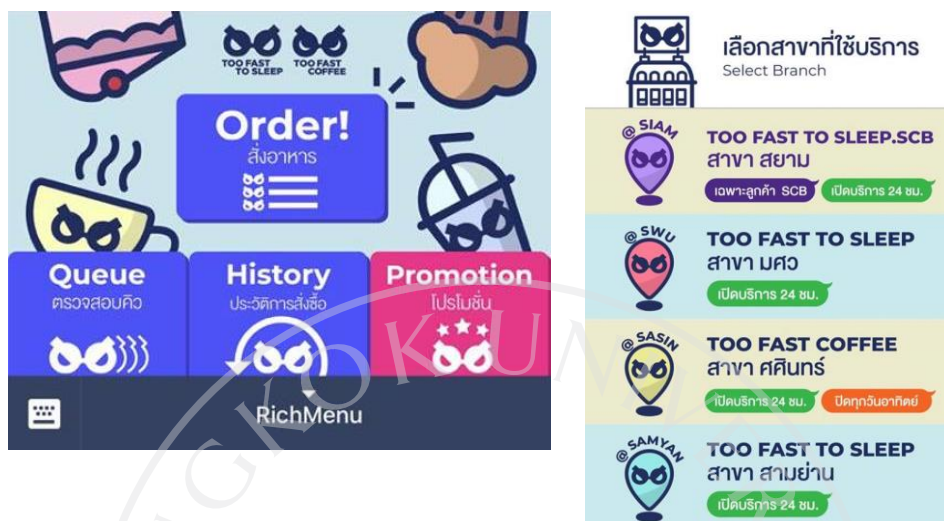 TOO FAST
TO SLEEP
TOO FAST
COFFEE
Order!
สั่งอาหาร
Queue
ตรวจสอบคิว
History
ประวัติการสั่งซื้อ
Promotion
โปรโมชั่น
RichMenu
เลือกสาขาที่ใช้บริการ
Select Branch
@ SIAM
TOO FAST TO SLEEP.SCB
สาขา สยาม
เฉพาะลูกค้า SCB เปิดบริการ 24 ชม.
@ SWU
TOO FAST TO SLEEP
สาขา มศว
เปิดบริการ 24 ชม.
@ SASIN
TOO FAST COFFEE
สาขา ศศินทร์
เปิดบริการ 24 ชม. ปิดทุกวันอาทิตย์
@ SAMYAN
TOO FAST TO SLEEP
สาขา สามย่าน
เปิดบริการ 24 ชม.